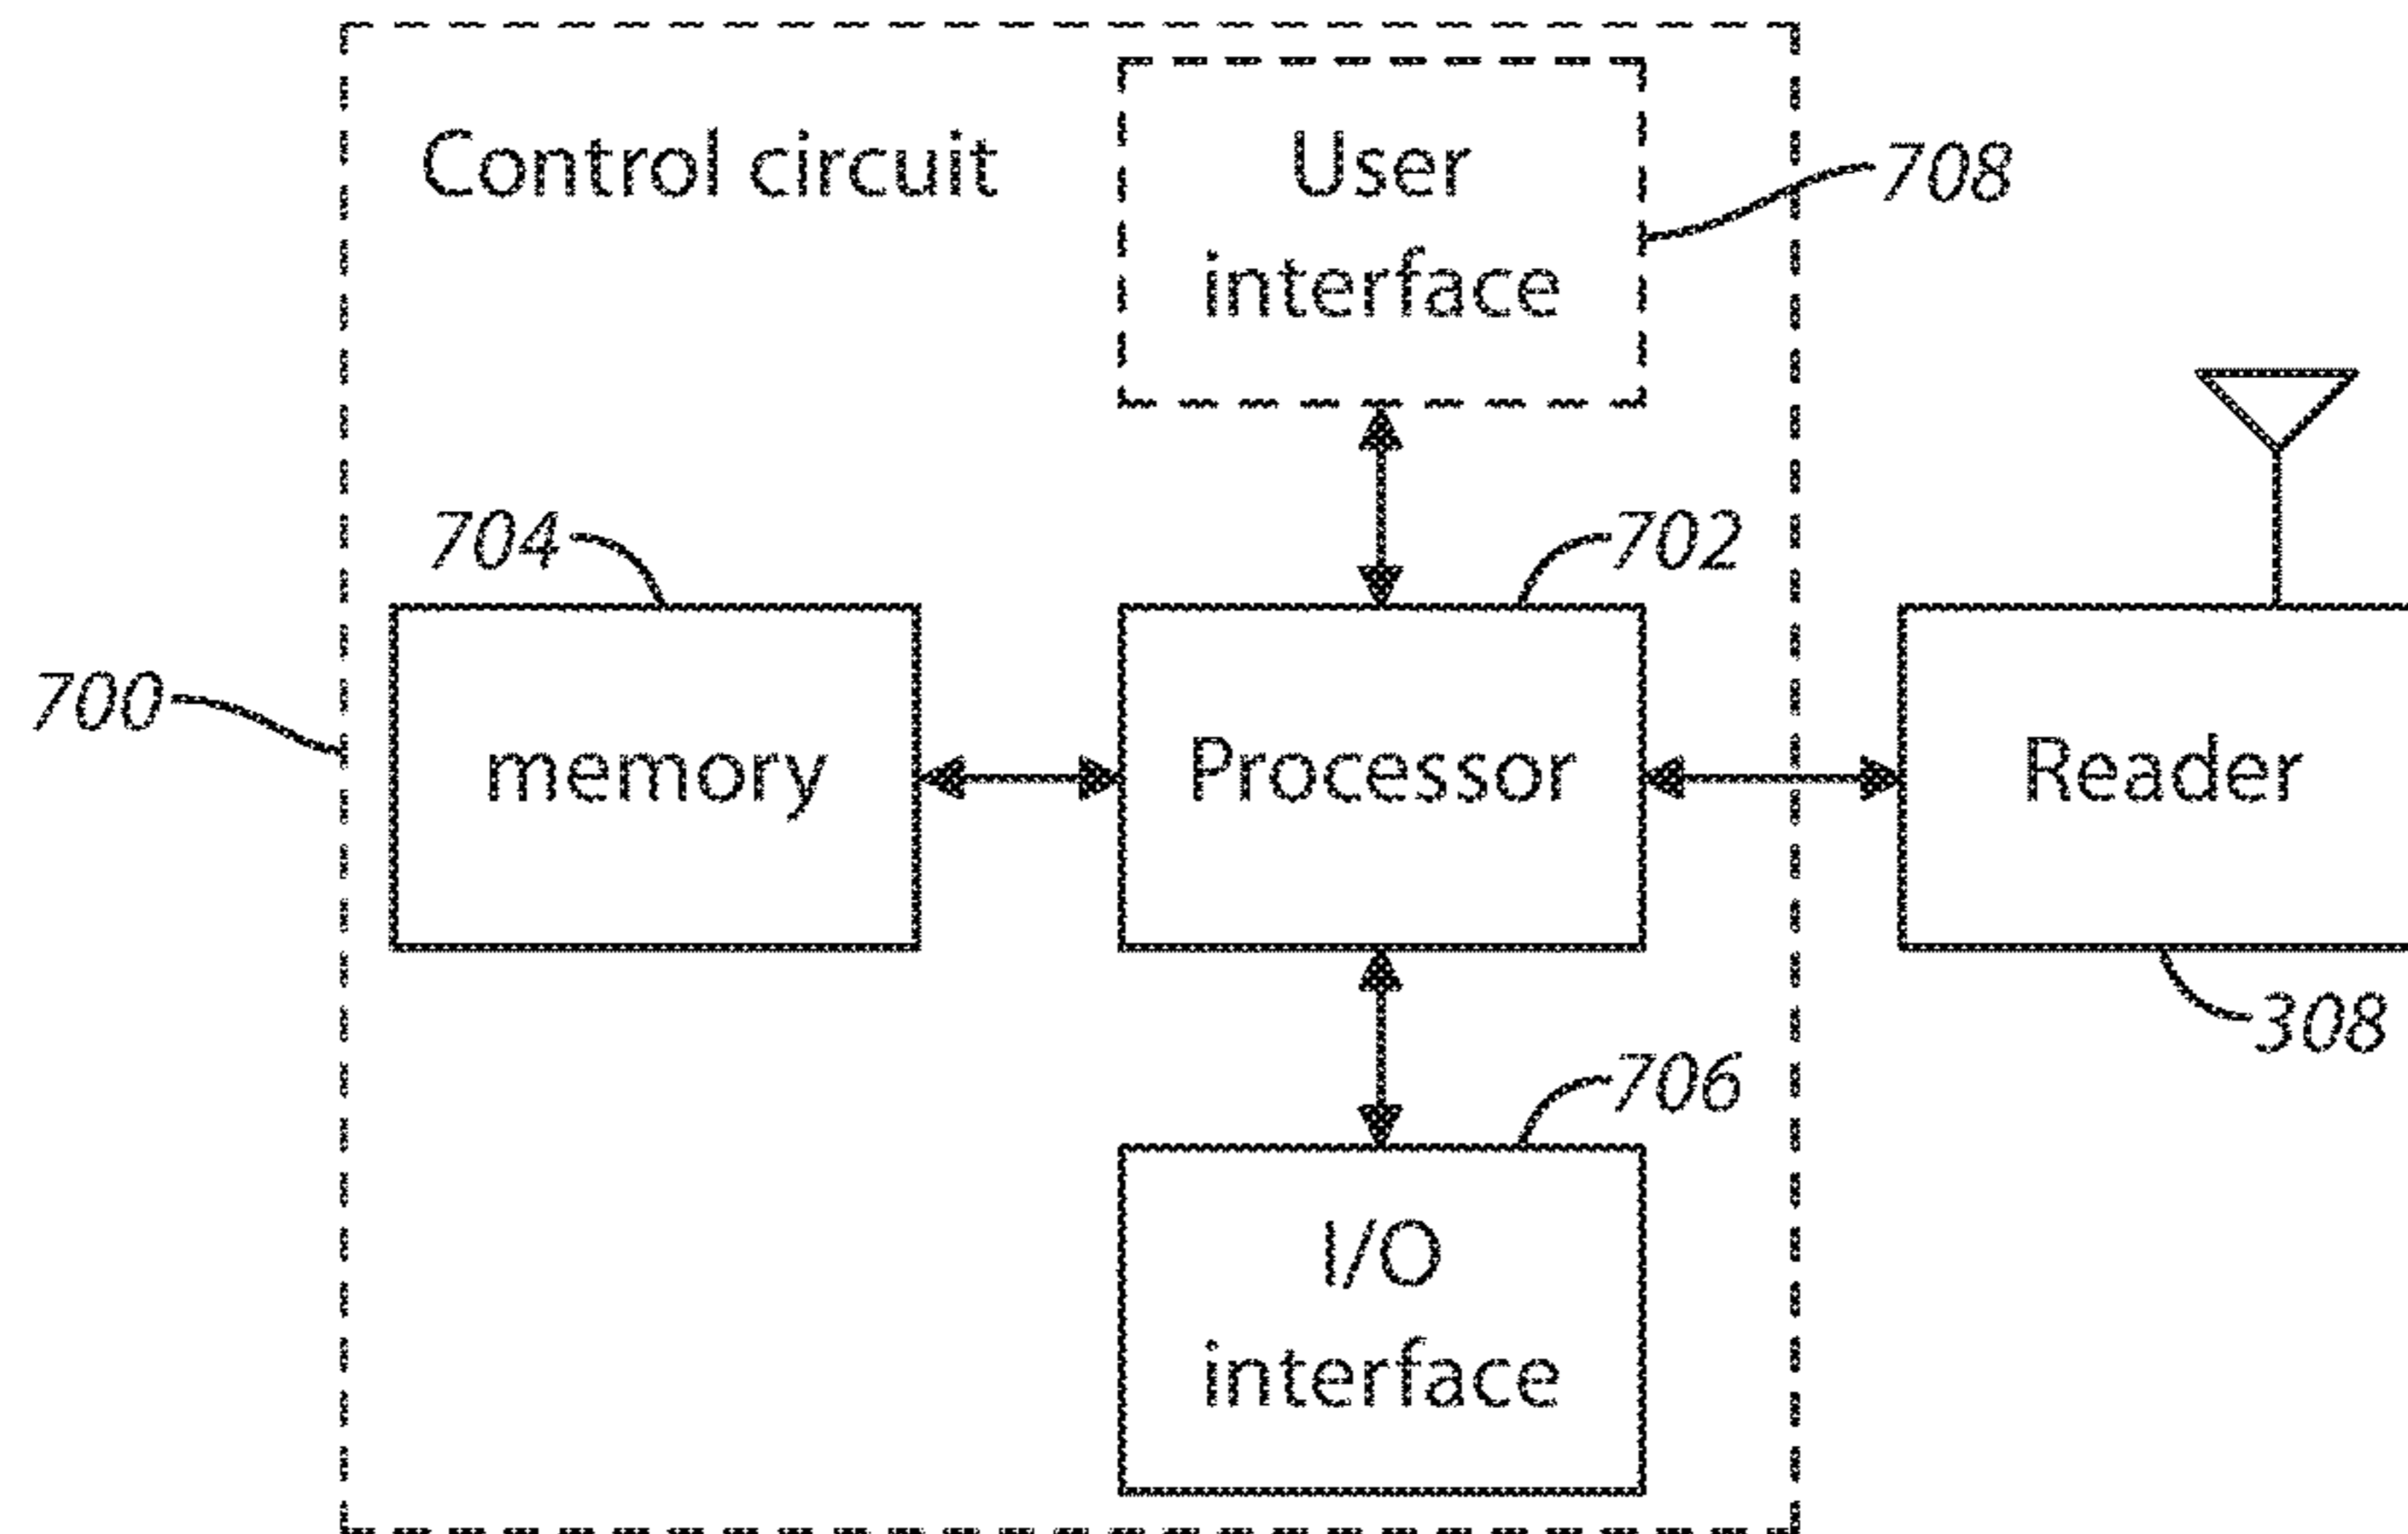 Control circuit
User
interface
708
704
702
700
memory
Processor
Reader
308
706
I/O
interface